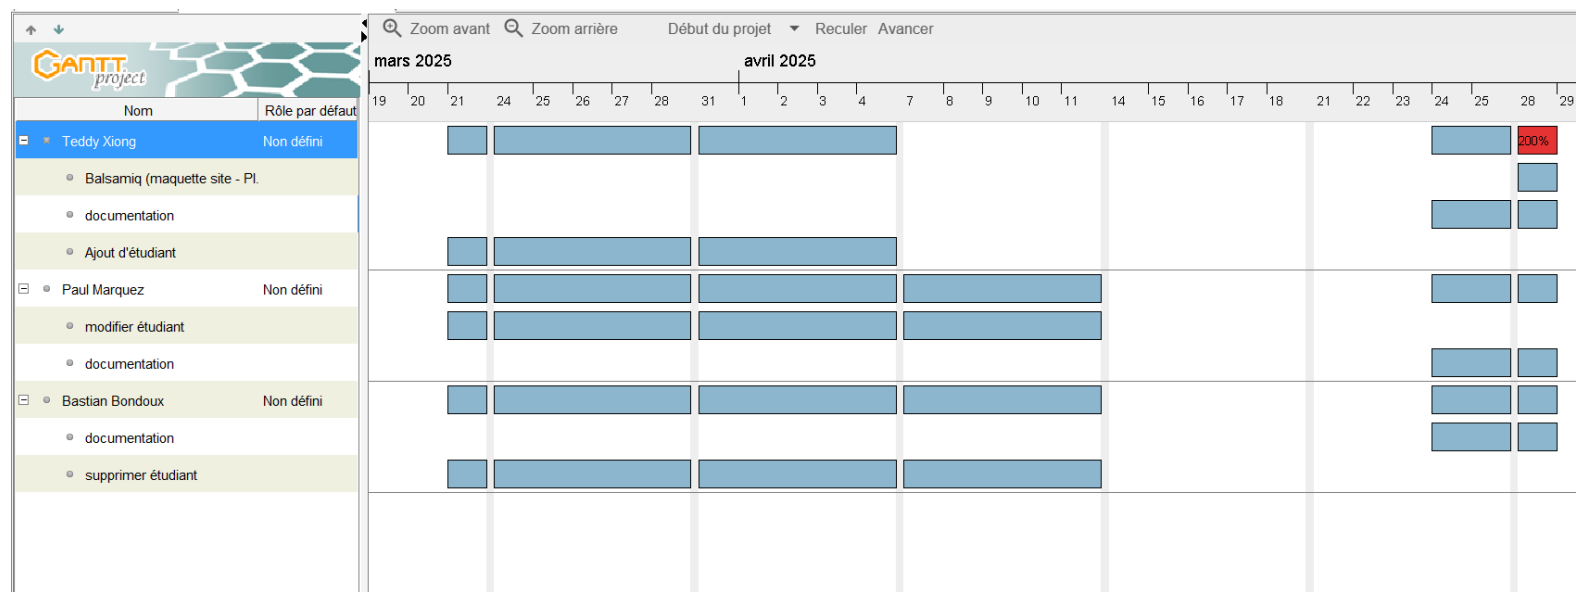 Zoom avant Zoom arrière Début du projet Reculer Avancer
GANTT project
mars 2025 avril 2025
19 20 21 24 25 26 27 28 31 1 2 3 4 7 8 9 10 11 14 15 16 17 18 21 22 23 24 25 28 29
Nom Rôle par défaut
Teddy Xiong Non défini 200%
Balsamiq (maquette site - Pl.
documentation
Ajout d'étudiant
Paul Marquez Non défini
modifier étudiant
documentation
Bastian Bondoux Non défini
documentation
supprimer étudiant